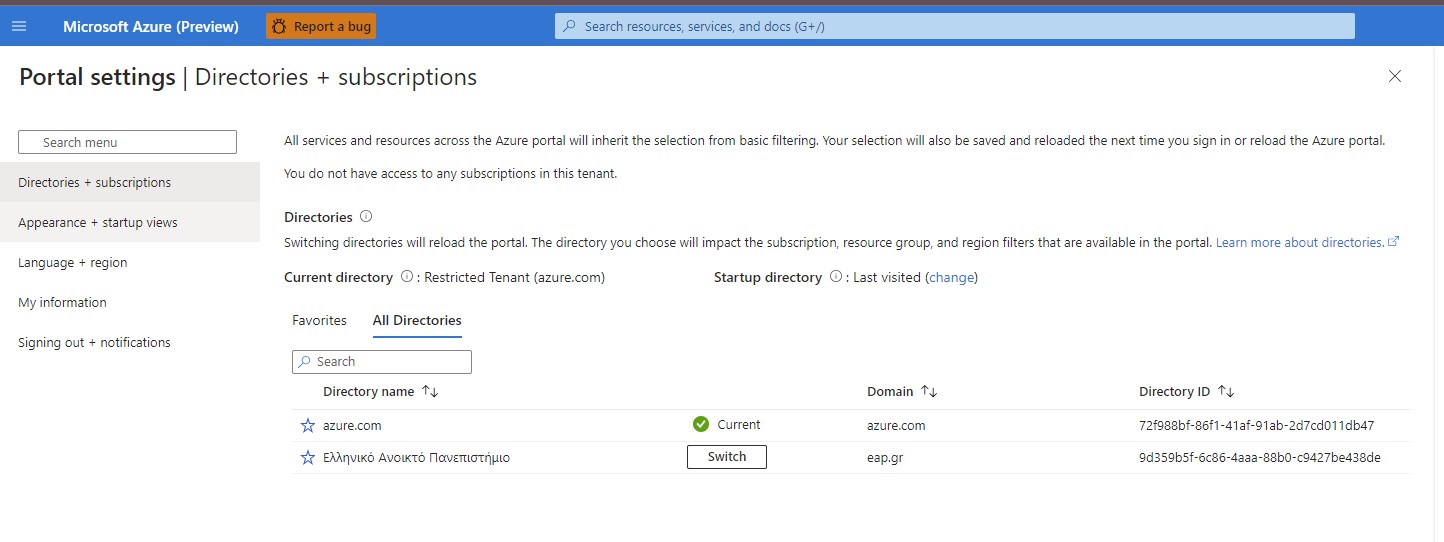 Microsoft Azure (Preview)
Report a bug
Search resources, services, and docs (G+/)
Portal settings | Directories + subscriptions
Search menu
Directories + subscriptions
Appearance + startup views
Language + region
My information
Signing out + notifications
All services and resources across the Azure portal will inherit the selection from basic filtering. Your selection will also be saved and reloaded the next time you sign in or reload the Azure portal.
You do not have access to any subscriptions in this tenant.
Directories
Switching directories will reload the portal. The directory you choose will impact the subscription, resource group, and region filters that are available in the portal. Learn more about directories.
Current directory : Restricted Tenant (azure.com)
Startup directory : Last visited (change)
Favorites
All Directories
Search
Directory name
Domain
Directory ID
azure.com
Current
azure.com
72f988bf-86f1-41af-91ab-2d7cd011db47
Ελληνικό Ανοικτό Πανεπιστήμιο
Switch
eap.gr
9d359b5f-6c86-4aaa-88b0-c9427be438de